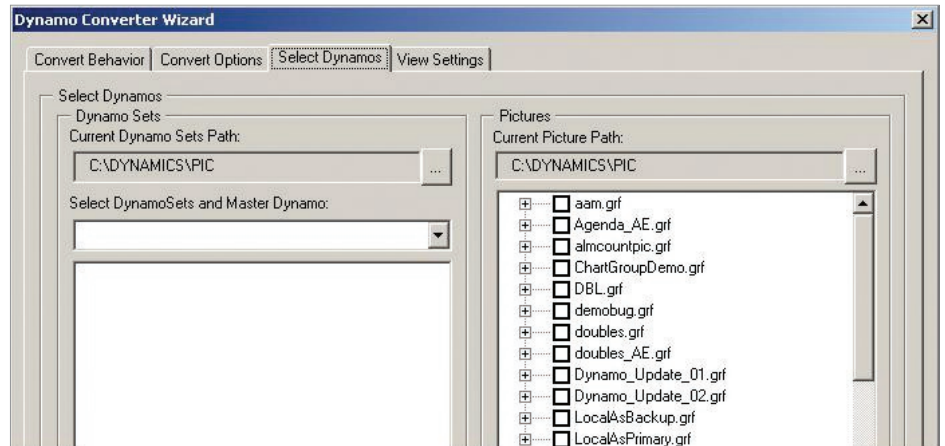 Dynamo Converter Wizard
Convert Behavior Convert Options Select Dynamos View Settings
Select Dynamos
Dynamo Sets
Current Dynamo Sets Path:
C:\DYNAMICS\PIC ...
Select DynamoSets and Master Dynamo:
Pictures
Current Picture Path:
C:\DYNAMICS\PIC ...
aam.grf
Agenda_AE.grf
almcountpic.grf
ChartGroupDemo.grf
DBL.grf
demobug.grf
doubles.grf
doubles_AE.grf
Dynamo_Update_01.grf
Dynamo_Update_02.grf
LocalAsBackup.grf
LocalAsPrimary.grf